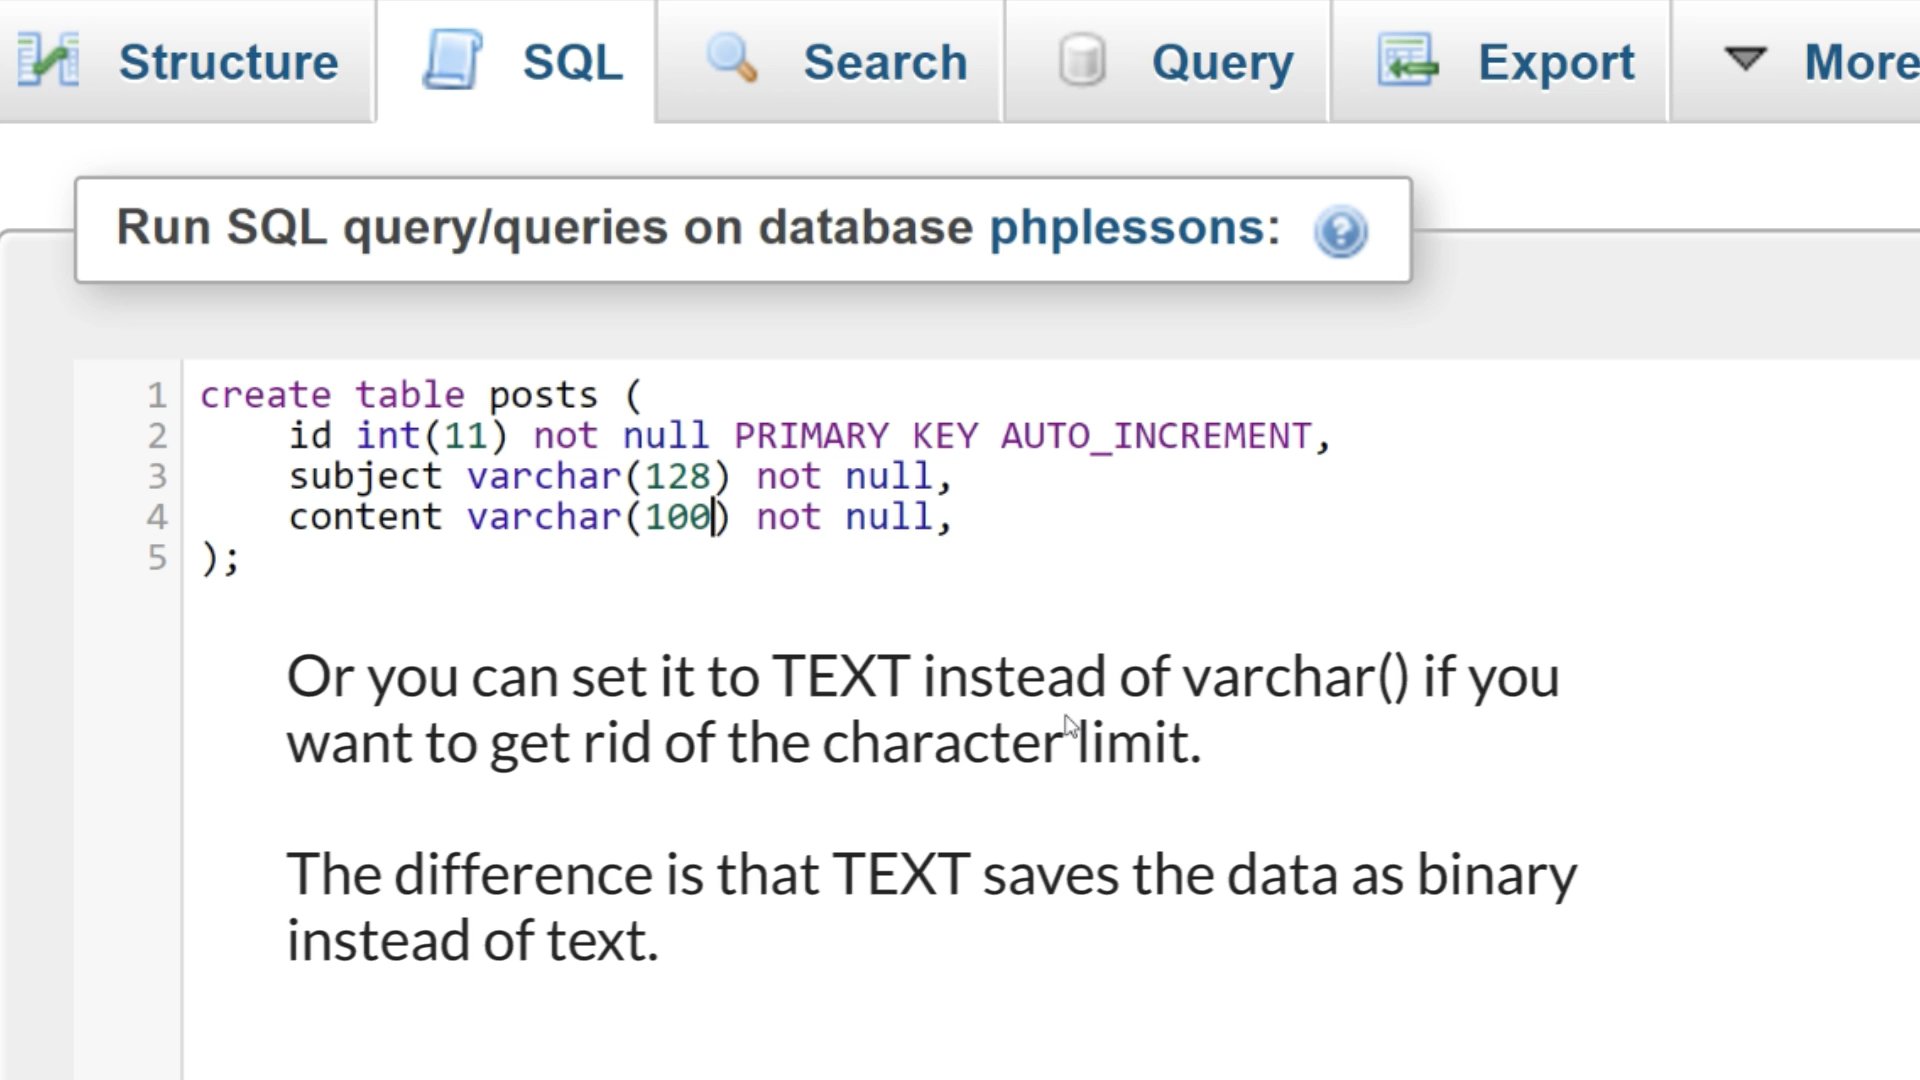 Structure SQL Search Query Export More
Run SQL query/queries on database phplessons:
1 create table posts (
2 id int(11) not null PRIMARY KEY AUTO_INCREMENT,
3 subject varchar(128) not null,
4 content varchar(100) not null,
5 );
Or you can set it to TEXT instead of varchar() if you
want to get rid of the character limit.
The difference is that TEXT saves the data as binary
instead of text.